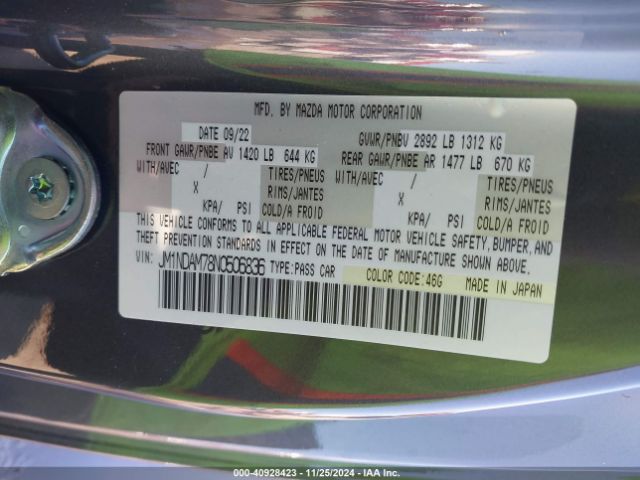 MFD. BY MAZDA MOTOR CORPORATION
DATE 09/22 GVWR/PNBV 2892 LB 1312 KG
FRONT GAWR/PNBE AV 1420 LB 644 KG REAR GAWR/PNBE AR 1477 LB 670 KG
WITH/AVEC / TIRES/PNEUS WITH/AVEC / TIRES/PNEUS
X RIMS/JANTES X RIMS/JANTES
KPA/ PSI COLD/A FROID KPA/ PSI COLD/A FROID
THIS VEHICLE CONFORMS TO ALL APPLICABLE FEDERAL MOTOR VEHICLE SAFETY, BUMPER, AND
THEFT PREVENTION STANDARDS IN EFFECT ON THE DATE OF MANUFACTURE SHOWN ABOVE.
VIN: JM1NDAM78N0506836 TYPE:PASS CAR COLOR CODE:46G MADE IN JAPAN
000-40928423 - 11/25/2024 - IAA Inc.